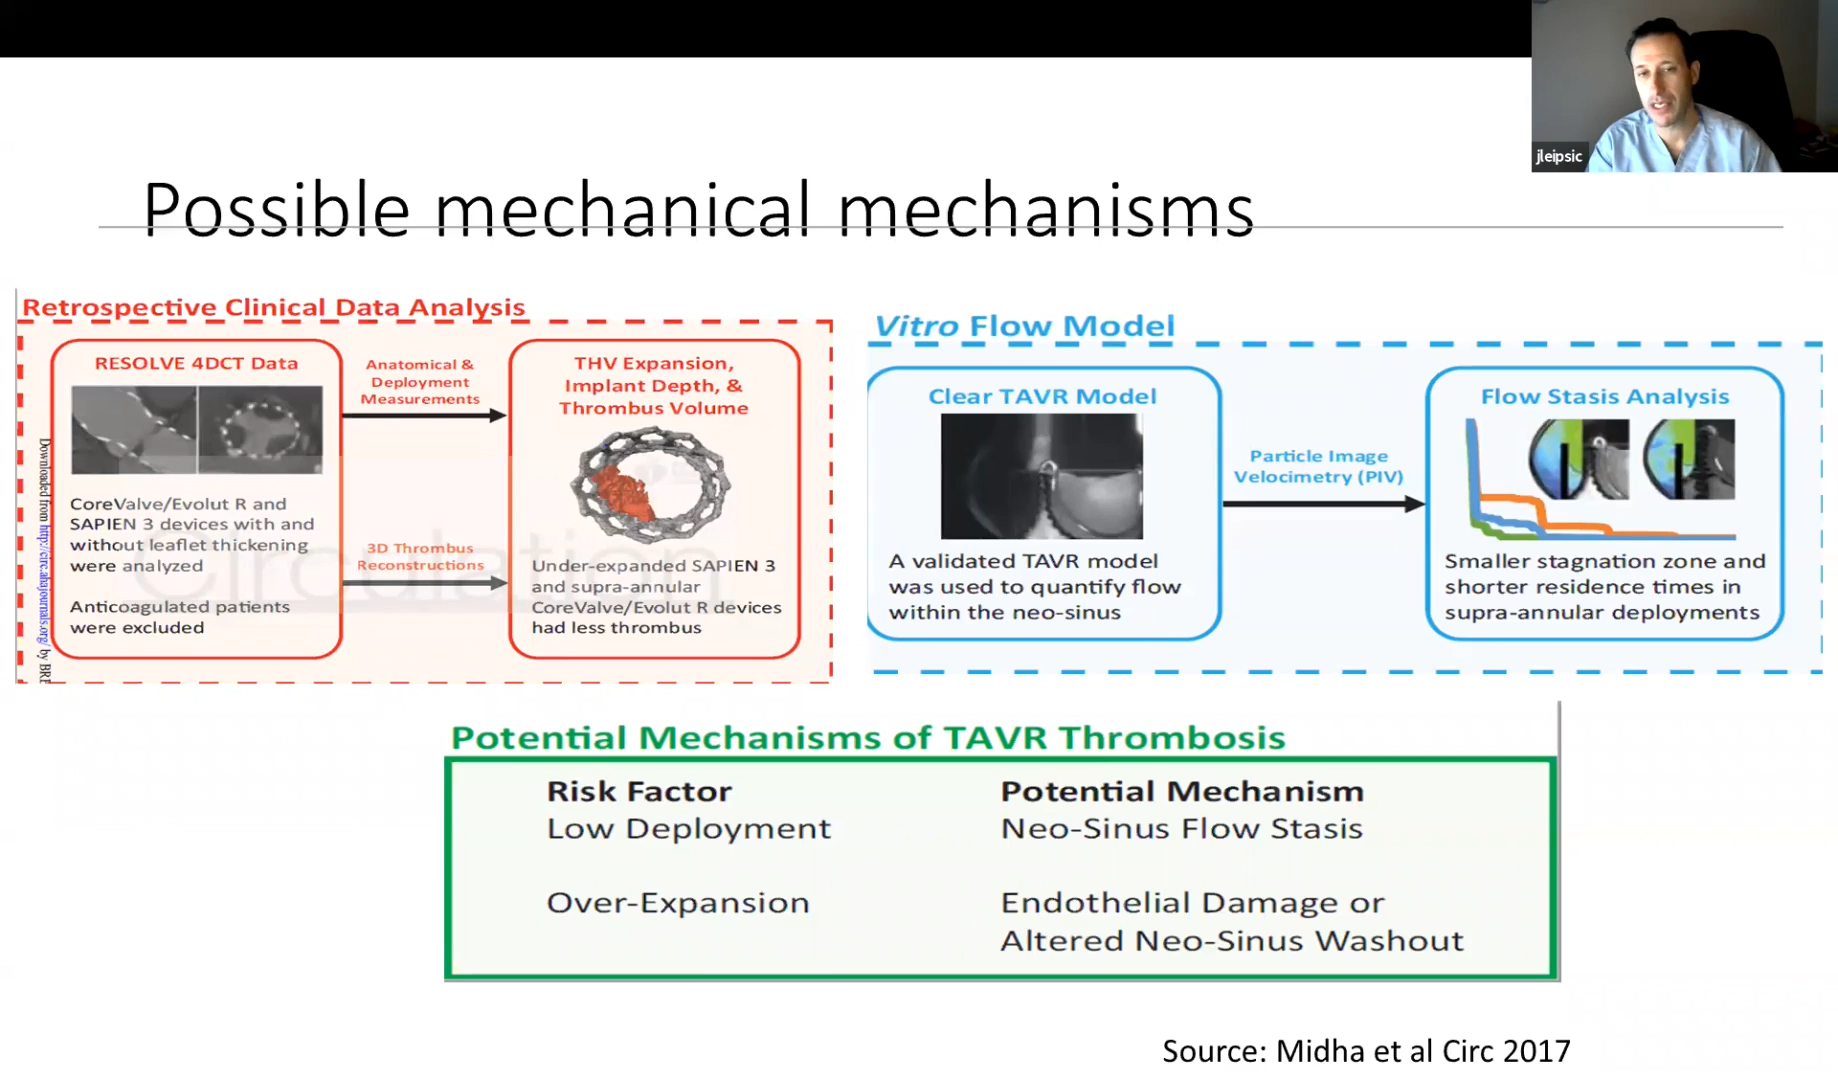 jleipsic
Possible mechanical mechanisms
Retrospective Clinical Data Analysis
RESOLVE 4DCT Data
CoreValve/Evolut R and
SAPIEN 3 devices with and
without leaflet thickening
were analyzed
Anticoagulated patients
were excluded
Anatomical &
Deployment
Measurements
3D Thrombus
Reconstructions
THV Expansion,
Implant Depth, &
Thrombus Volume
Under-expanded SAPIEN 3
and supra-annular
CoreValve/Evolut R devices
had less thrombus
Circulation
Downloaded from http://circ.ahajournals.org/ by
Vitro Flow Model
Clear TAVR Model
A validated TAVR model
was used to quantify flow
within the neo-sinus
Particle Image
Velocimetry (PIV)
Flow Stasis Analysis
Smaller stagnation zone and
shorter residence times in
supra-annular deployments
Potential Mechanisms of TAVR Thrombosis
Risk Factor Potential Mechanism
Low Deployment Neo-Sinus Flow Stasis
Over-Expansion Endothelial Damage or
Altered Neo-Sinus Washout
Source: Midha et al Circ 2017